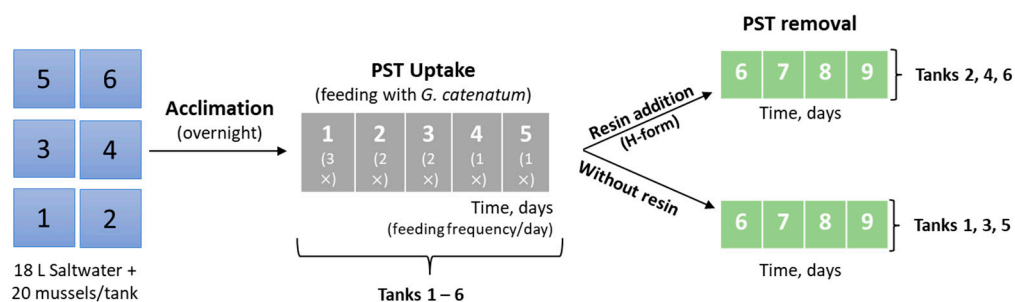 5 6
3 4
1 2
18 L Saltwater +
20 mussels/tank
Acclimation
(overnight)
PST Uptake
(feeding with G. catenatum)
1 2 3 4 5
(3 (2 (2 (1 (1
×) ×) ×) ×) ×)
Time, days
(feeding frequency/day)
Tanks 1 – 6
Resin addition
(H-form)
Without resin
PST removal
6 7 8 9
Tanks 2, 4, 6
Time, days
6 7 8 9
Tanks 1, 3, 5
Time, days